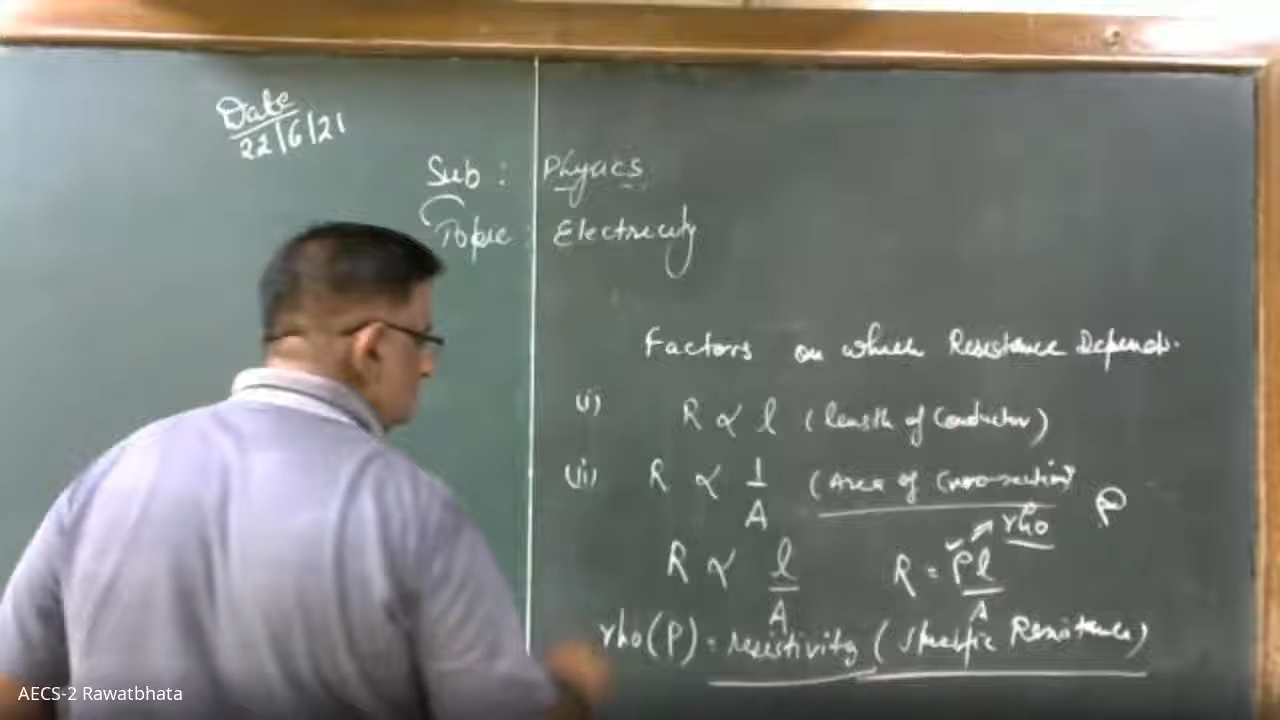 Date
22/6/21
Sub : Physics
Topic : Electricity
Factors on which Resistance Depends.
(i) R ∝ l (length of Conductor)
(ii) R ∝ 1/A (Area of Cross-section)
R ∝ l/A R = ρl/A rho ρ
rho(ρ) = resistivity (Specific Resistance)
AECS-2 Rawatbhata